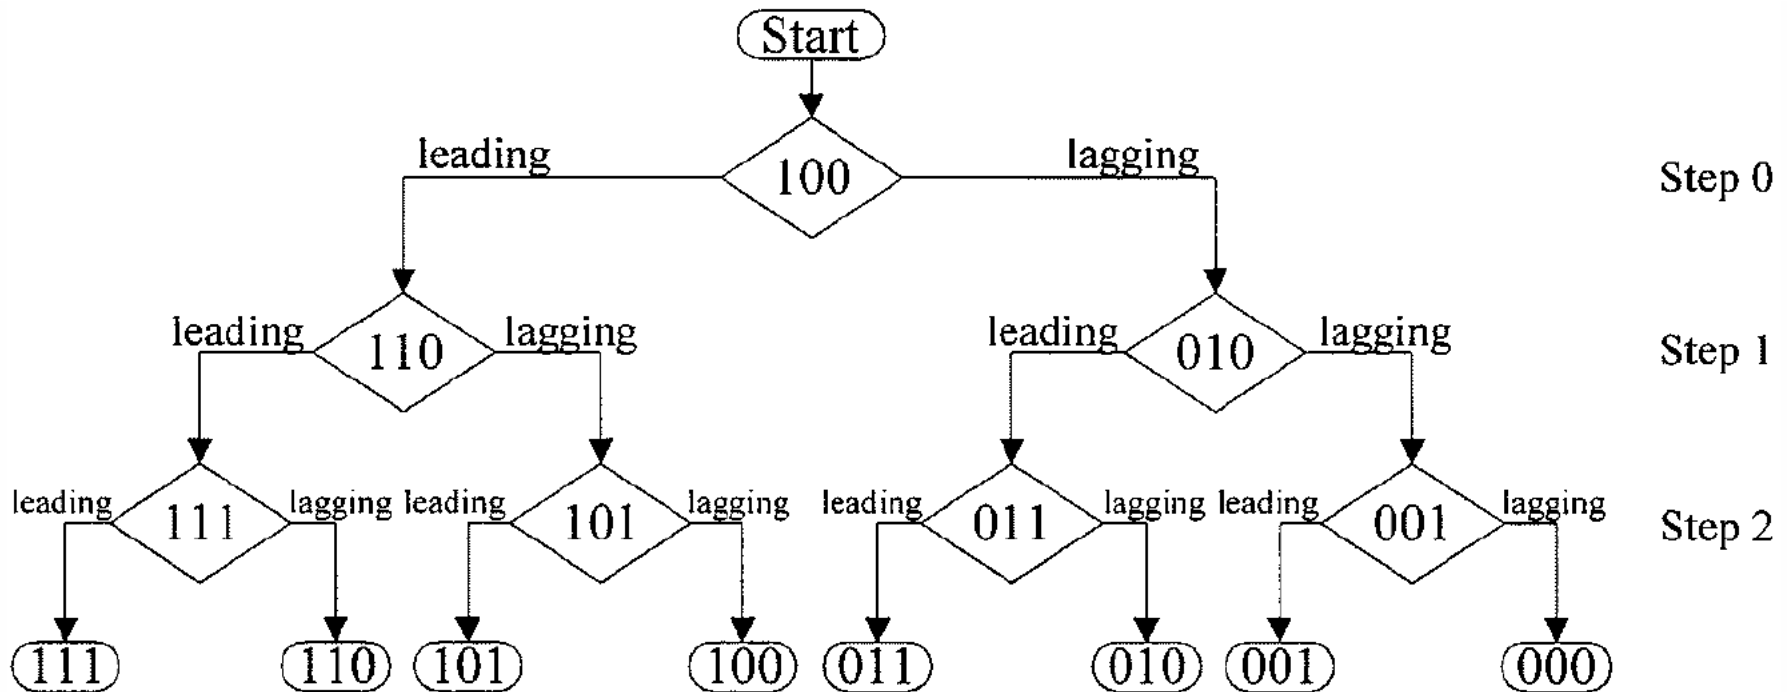 Start
leading
lagging
100
Step 0
leading
lagging
leading
lagging
110
010
Step 1
leading
lagging
leading
lagging
leading
lagging
leading
lagging
111
101
011
001
Step 2
111
110
101
100
011
010
001
000